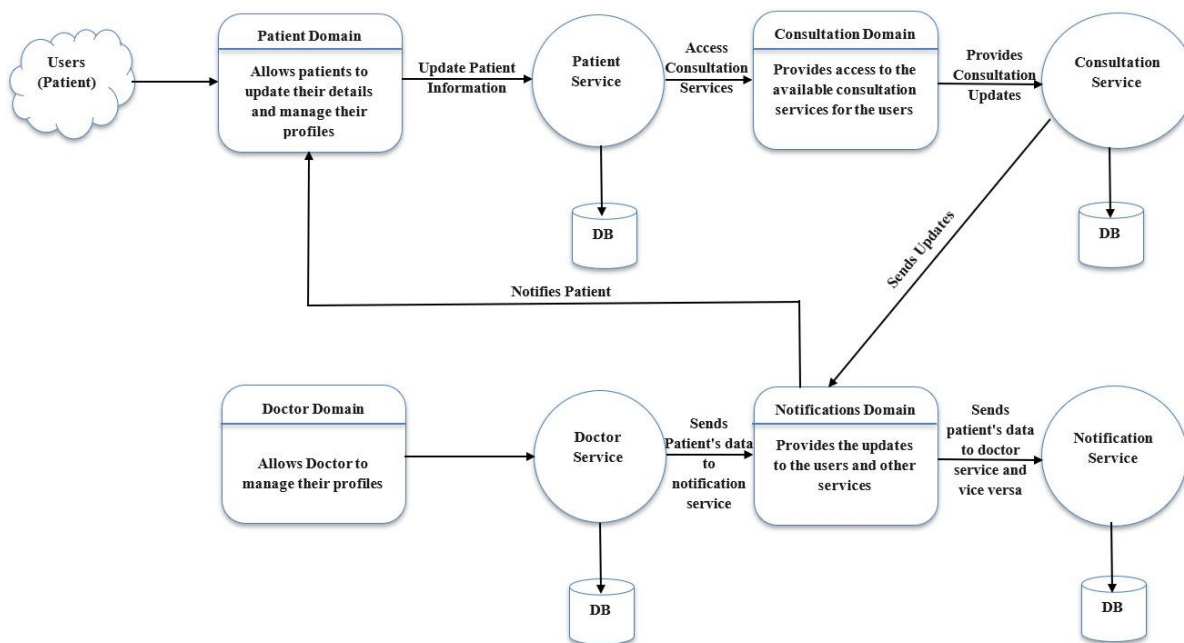 Users
(Patient)
Patient Domain
Allows patients to
update their details
and manage their
profiles
Update Patient
Information
Patient
Service
DB
Access
Consultation
Services
Consultation Domain
Provides access to the
available consultation
services for the users
Provides
Consultation
Updates
Consultation
Service
DB
Sends Updates
Notifies Patient
Doctor Domain
Allows Doctor to
manage their profiles
Doctor
Service
DB
Sends
Patient's data
to
notification
service
Notifications Domain
Provides the updates
to the users and other
services
Sends
patient's data
to doctor
service and
vice versa
Notification
Service
DB